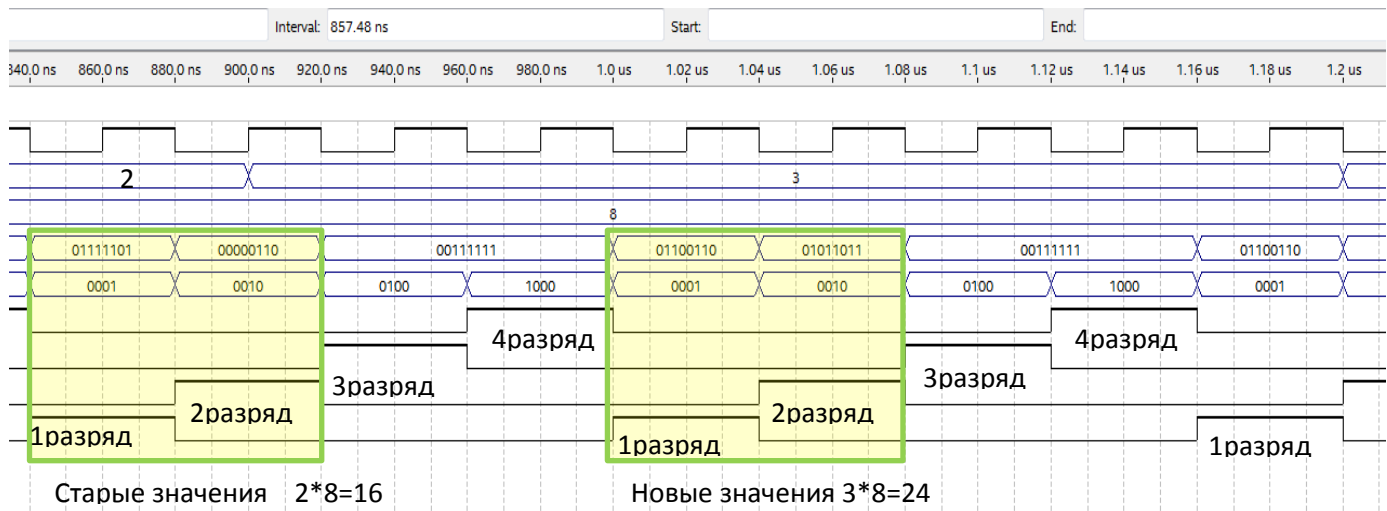 Interval: 857.48 ns Start: End:
840.0 ns 860.0 ns 880.0 ns 900.0 ns 920.0 ns 940.0 ns 960.0 ns 980.0 ns 1.0 us 1.02 us 1.04 us 1.06 us 1.08 us 1.1 us 1.12 us 1.14 us 1.16 us 1.18 us 1.2 us
2 3
8
01111101 00000110 00111111 01100110 01011011 00111111 01100110
0001 0010 0100 1000 0001 0010 0100 1000 0001
4разряд 4разряд
3разряд 3разряд
2разряд 2разряд
1разряд 1разряд 1разряд
Старые значения 2*8=16 Новые значения 3*8=24